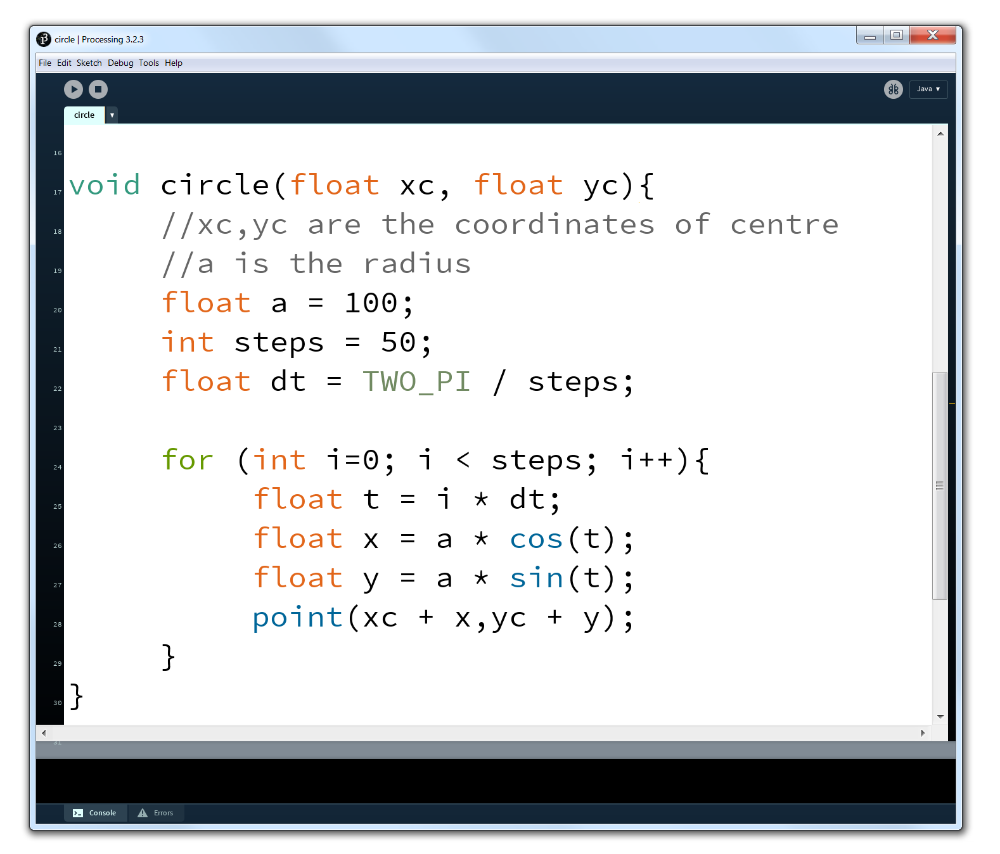 circle | Processing 3.2.3
File Edit Sketch Debug Tools Help
Java ▾
circle ▾
16
17 void circle(float xc, float yc){
18 //xc,yc are the coordinates of centre
19 //a is the radius
20 float a = 100;
21 int steps = 50;
22 float dt = TWO_PI / steps;
23
24 for (int i=0; i < steps; i++){
25 float t = i * dt;
26 float x = a * cos(t);
27 float y = a * sin(t);
28 point(xc + x,yc + y);
29 }
30 }
31
Console Errors